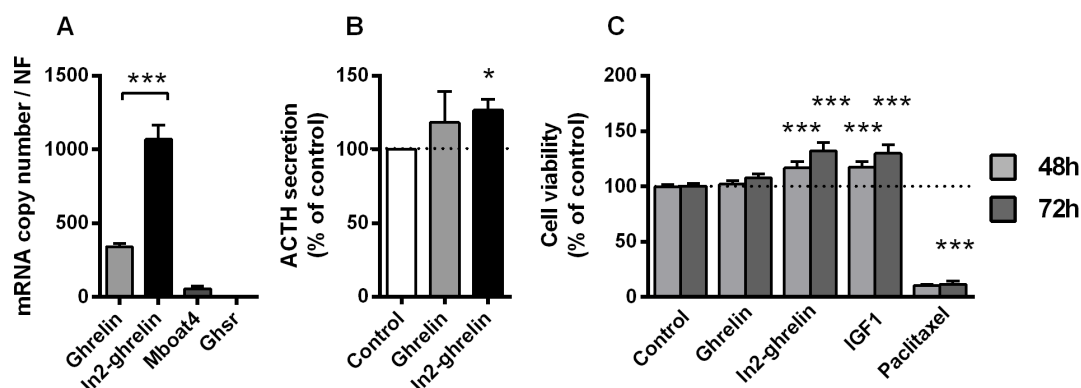 A
mRNA copy number / NF
1500
1000
500
0
***
Ghrelin
In2-ghrelin
Mboat4
Ghsr
B
ACTH secretion
(% of control)
150
100
50
0
*
Control
Ghrelin
In2-ghrelin
C
Cell viability
(% of control)
200
150
100
50
0
*** ***
*** ***
***
Control
Ghrelin
In2-ghrelin
IGF1
Paclitaxel
48h
72h